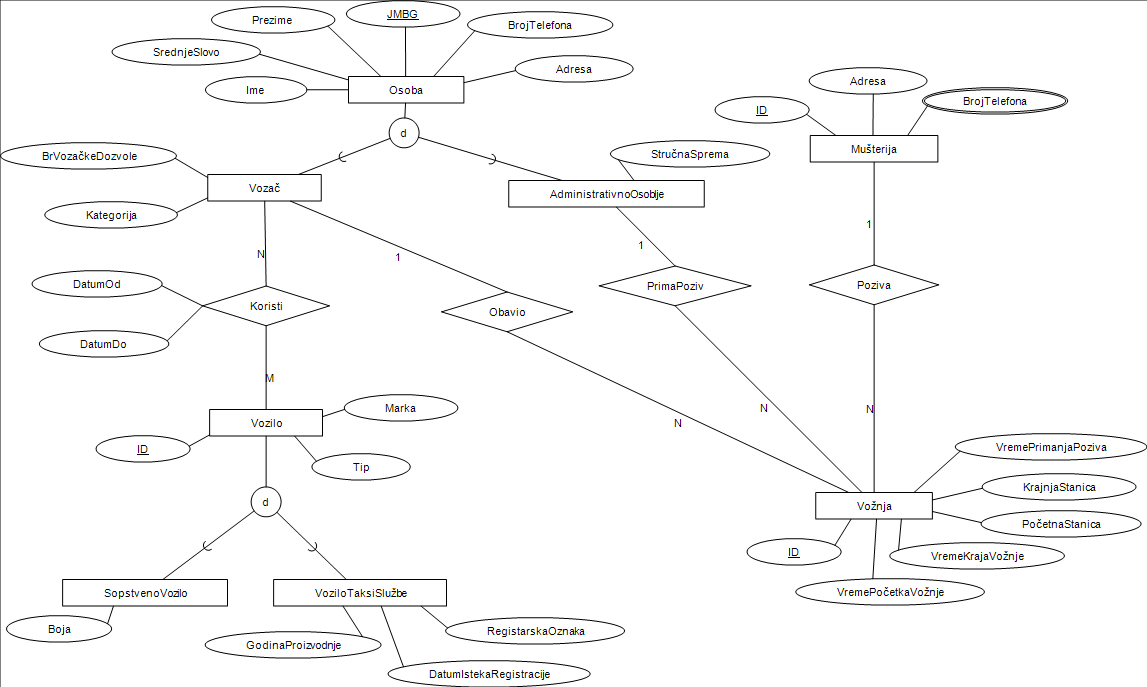 JMBG
Prezime
BrojTelefona
SrednjeSlovo
Adresa
Ime
Osoba
Adresa
ID
BrojTelefona
d
Mušterija
BrVozačkeDozvole
StručnaSprema
Vozač
AdministrativnoOsoblje
Kategorija
1
1
N
1
DatumOd
PrimaPoziv
Poziva
Koristi
Obavio
DatumDo
M
Marka
N
N
N
Vozilo
ID
Tip
VremePrimanjaPoziva
KrajnjaStanica
d
Vožnja
PočetnaStanica
ID
VremeKrajaVožnje
SopstvenoVozilo
VoziloTaksiSlužbe
VremePočetkaVožnje
Boja
RegistarskaOznaka
GodinaProizvodnje
DatumIstekaRegistracije